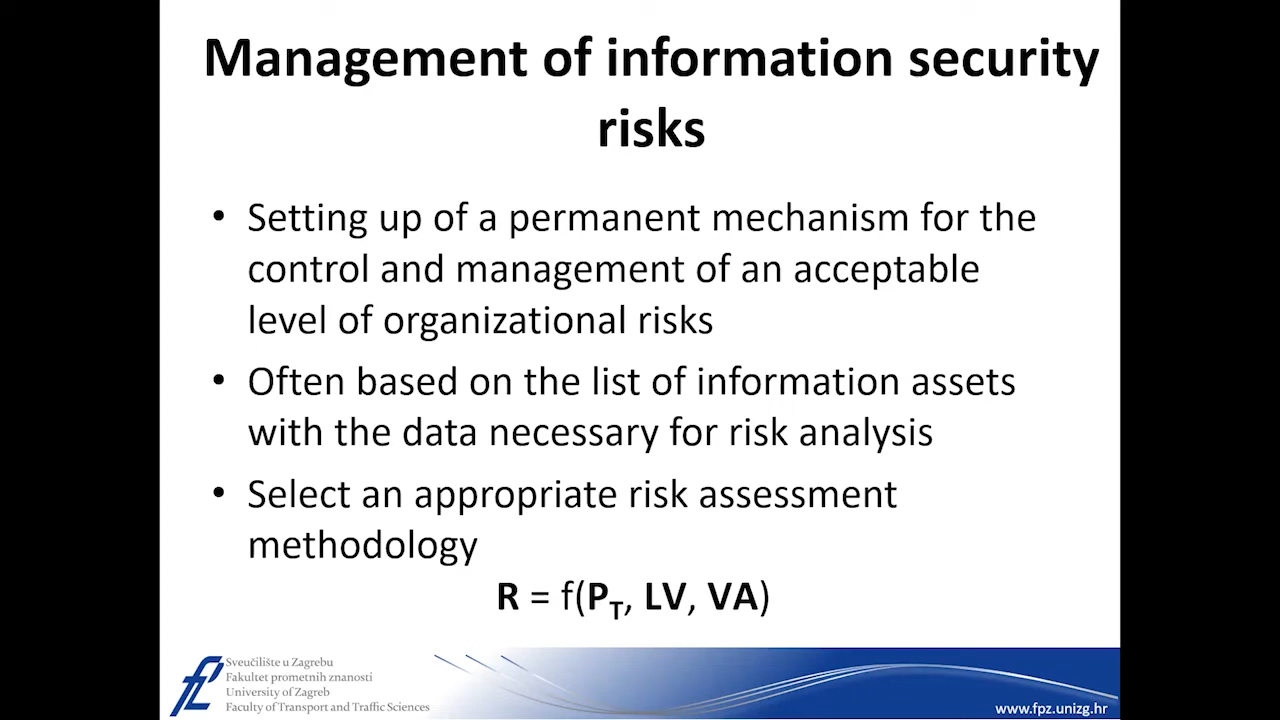 Management of information security
risks
• Setting up of a permanent mechanism for the
control and management of an acceptable
level of organizational risks
• Often based on the list of information assets
with the data necessary for risk analysis
• Select an appropriate risk assessment
methodology
R = f(P_T, LV, VA)
Sveučilište u Zagrebu
Fakultet prometnih znanosti
University of Zagreb
Faculty of Transport and Traffic Sciences
www.fpz.unizg.hr